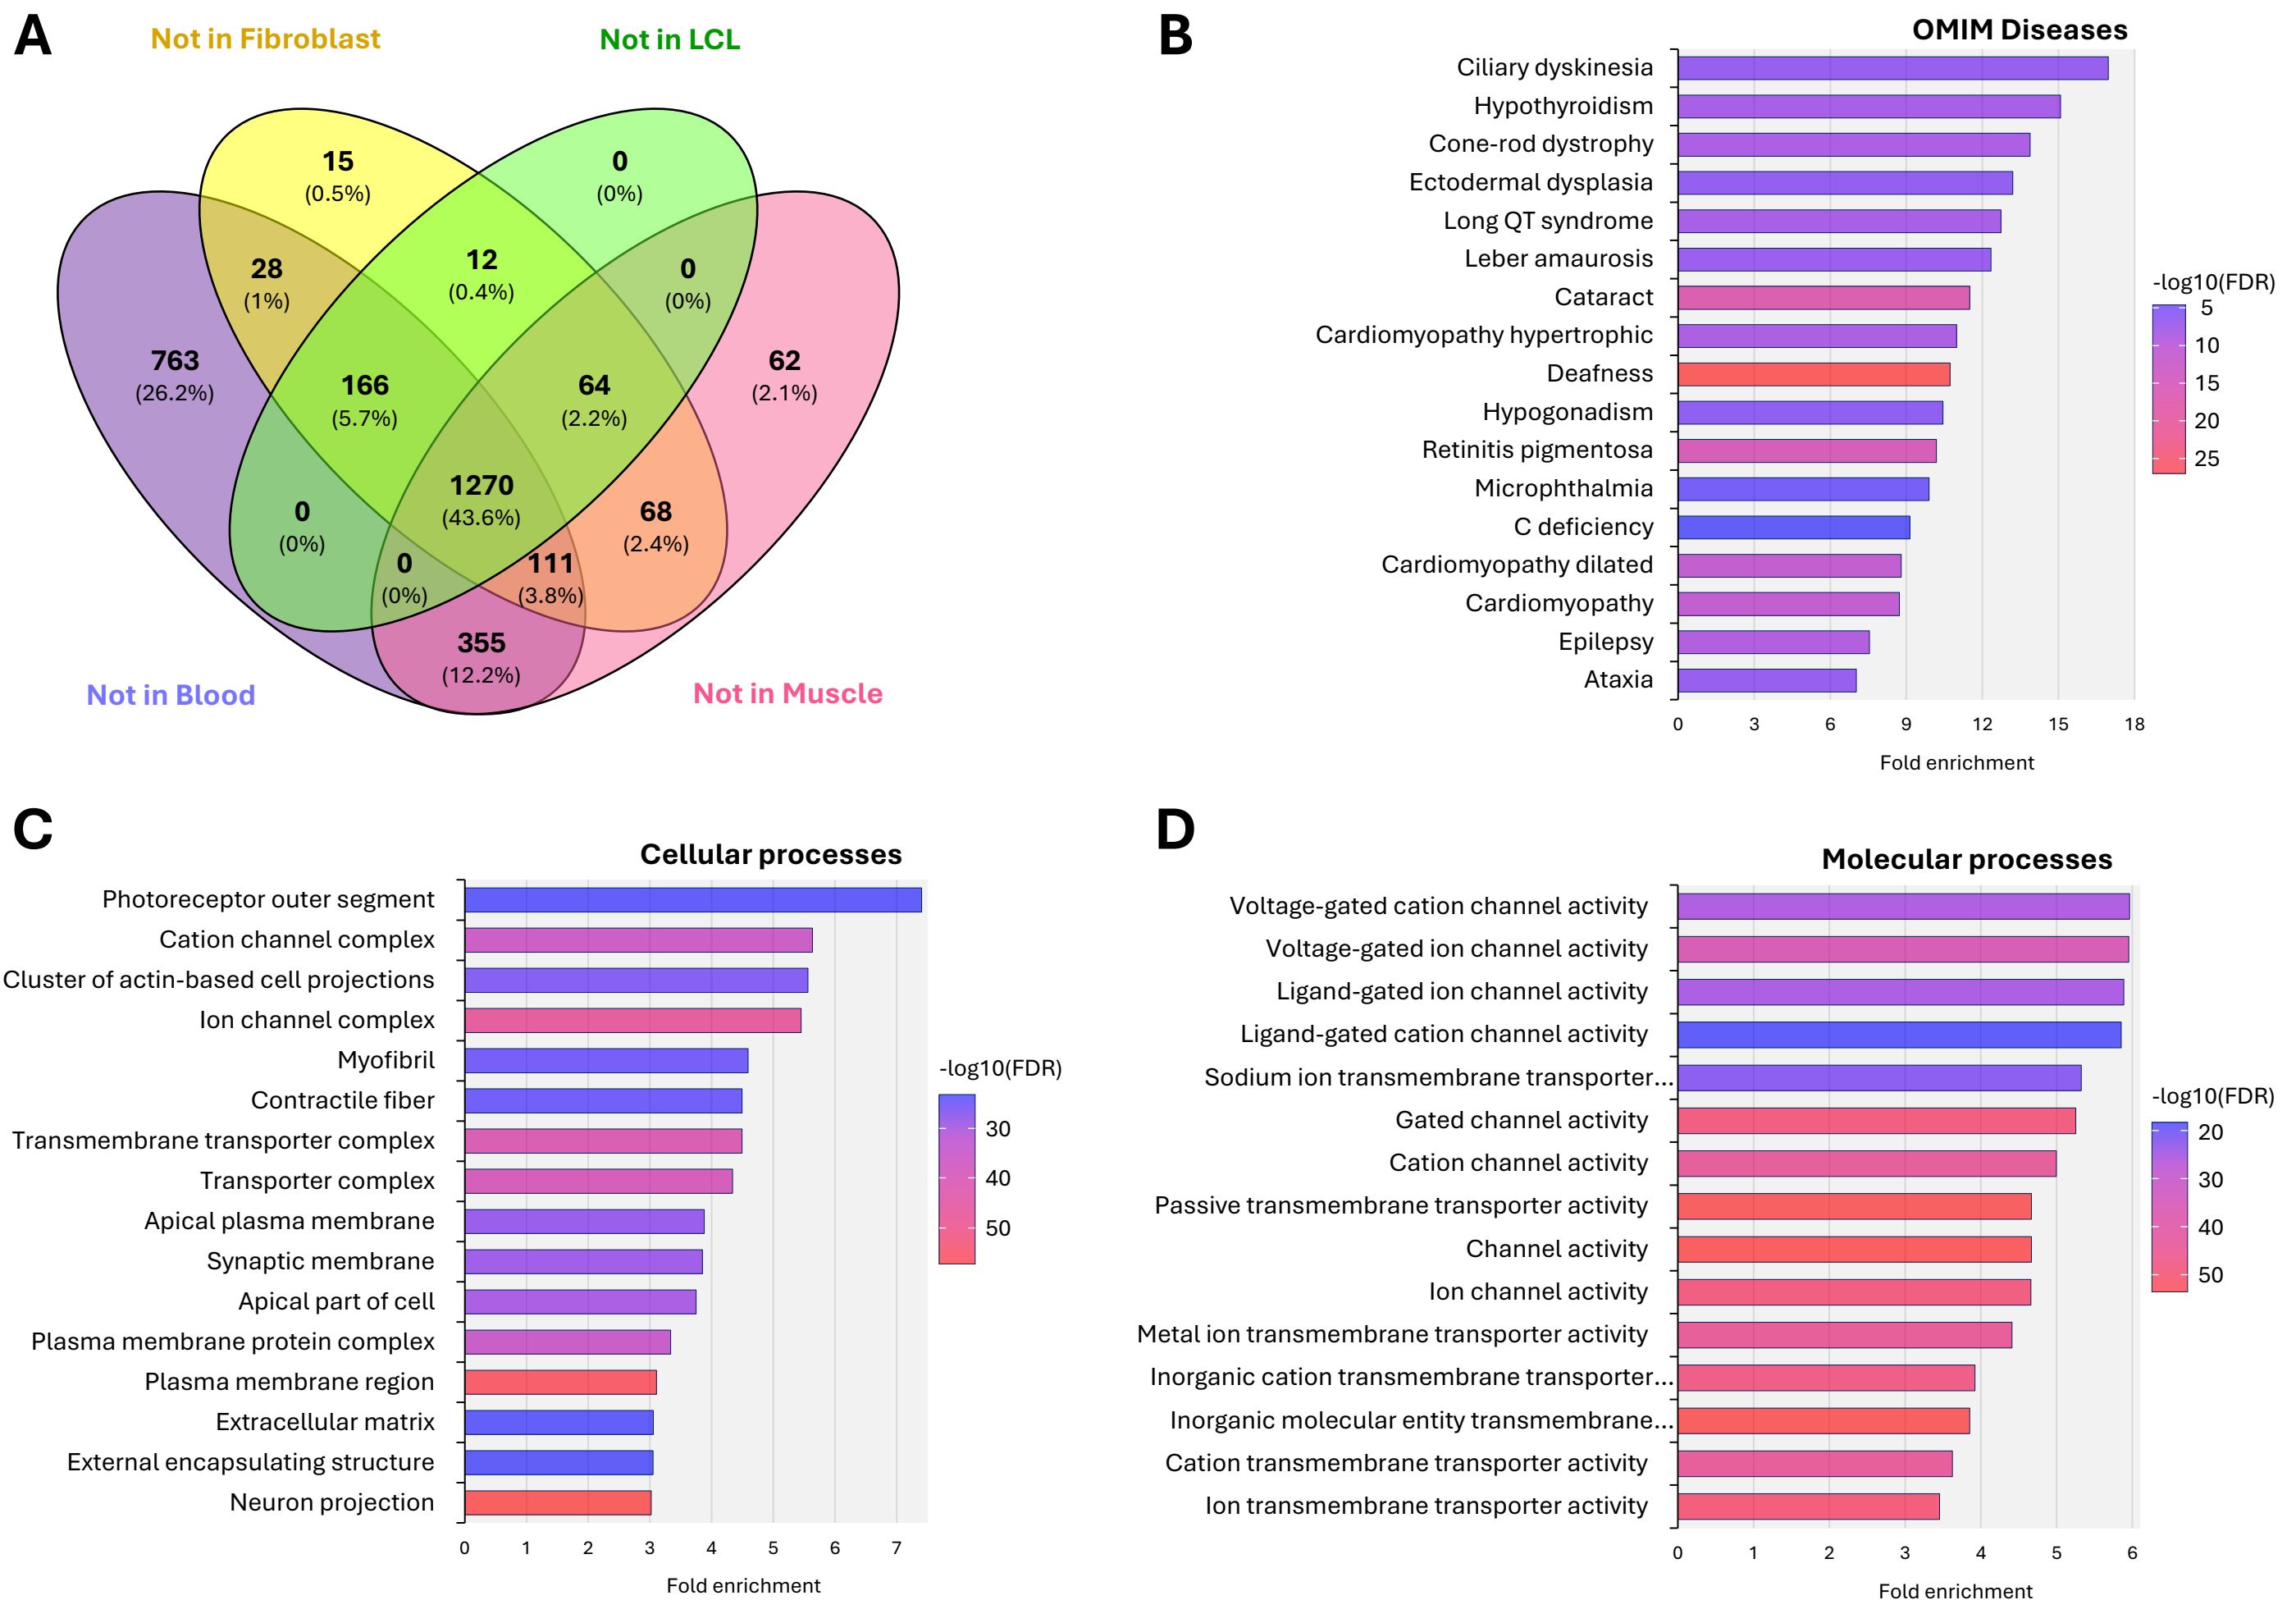 A
Not in Fibroblast
Not in LCL
15
(0.5%)
0
(0%)
28
(1%)
12
(0.4%)
0
(0%)
763
(26.2%)
166
(5.7%)
64
(2.2%)
62
(2.1%)
0
(0%)
1270
(43.6%)
68
(2.4%)
0
(0%)
111
(3.8%)
355
(12.2%)
Not in Blood
Not in Muscle
B
OMIM Diseases
Ciliary dyskinesia
Hypothyroidism
Cone-rod dystrophy
Ectodermal dysplasia
Long QT syndrome
Leber amaurosis
Cataract
Cardiomyopathy hypertrophic
Deafness
Hypogonadism
Retinitis pigmentosa
Microphthalmia
C deficiency
Cardiomyopathy dilated
Cardiomyopathy
Epilepsy
Ataxia
0 3 6 9 12 15 18
Fold enrichment
-log10(FDR)
5
10
15
20
25
C
Cellular processes
Photoreceptor outer segment
Cation channel complex
Cluster of actin-based cell projections
Ion channel complex
Myofibril
Contractile fiber
Transmembrane transporter complex
Transporter complex
Apical plasma membrane
Synaptic membrane
Apical part of cell
Plasma membrane protein complex
Plasma membrane region
Extracellular matrix
External encapsulating structure
Neuron projection
0 1 2 3 4 5 6 7
Fold enrichment
-log10(FDR)
30
40
50
D
Molecular processes
Voltage-gated cation channel activity
Voltage-gated ion channel activity
Ligand-gated ion channel activity
Ligand-gated cation channel activity
Sodium ion transmembrane transporter...
Gated channel activity
Cation channel activity
Passive transmembrane transporter activity
Channel activity
Ion channel activity
Metal ion transmembrane transporter activity
Inorganic cation transmembrane transporter...
Inorganic molecular entity transmembrane...
Cation transmembrane transporter activity
Ion transmembrane transporter activity
0 1 2 3 4 5 6
Fold enrichment
-log10(FDR)
20
30
40
50